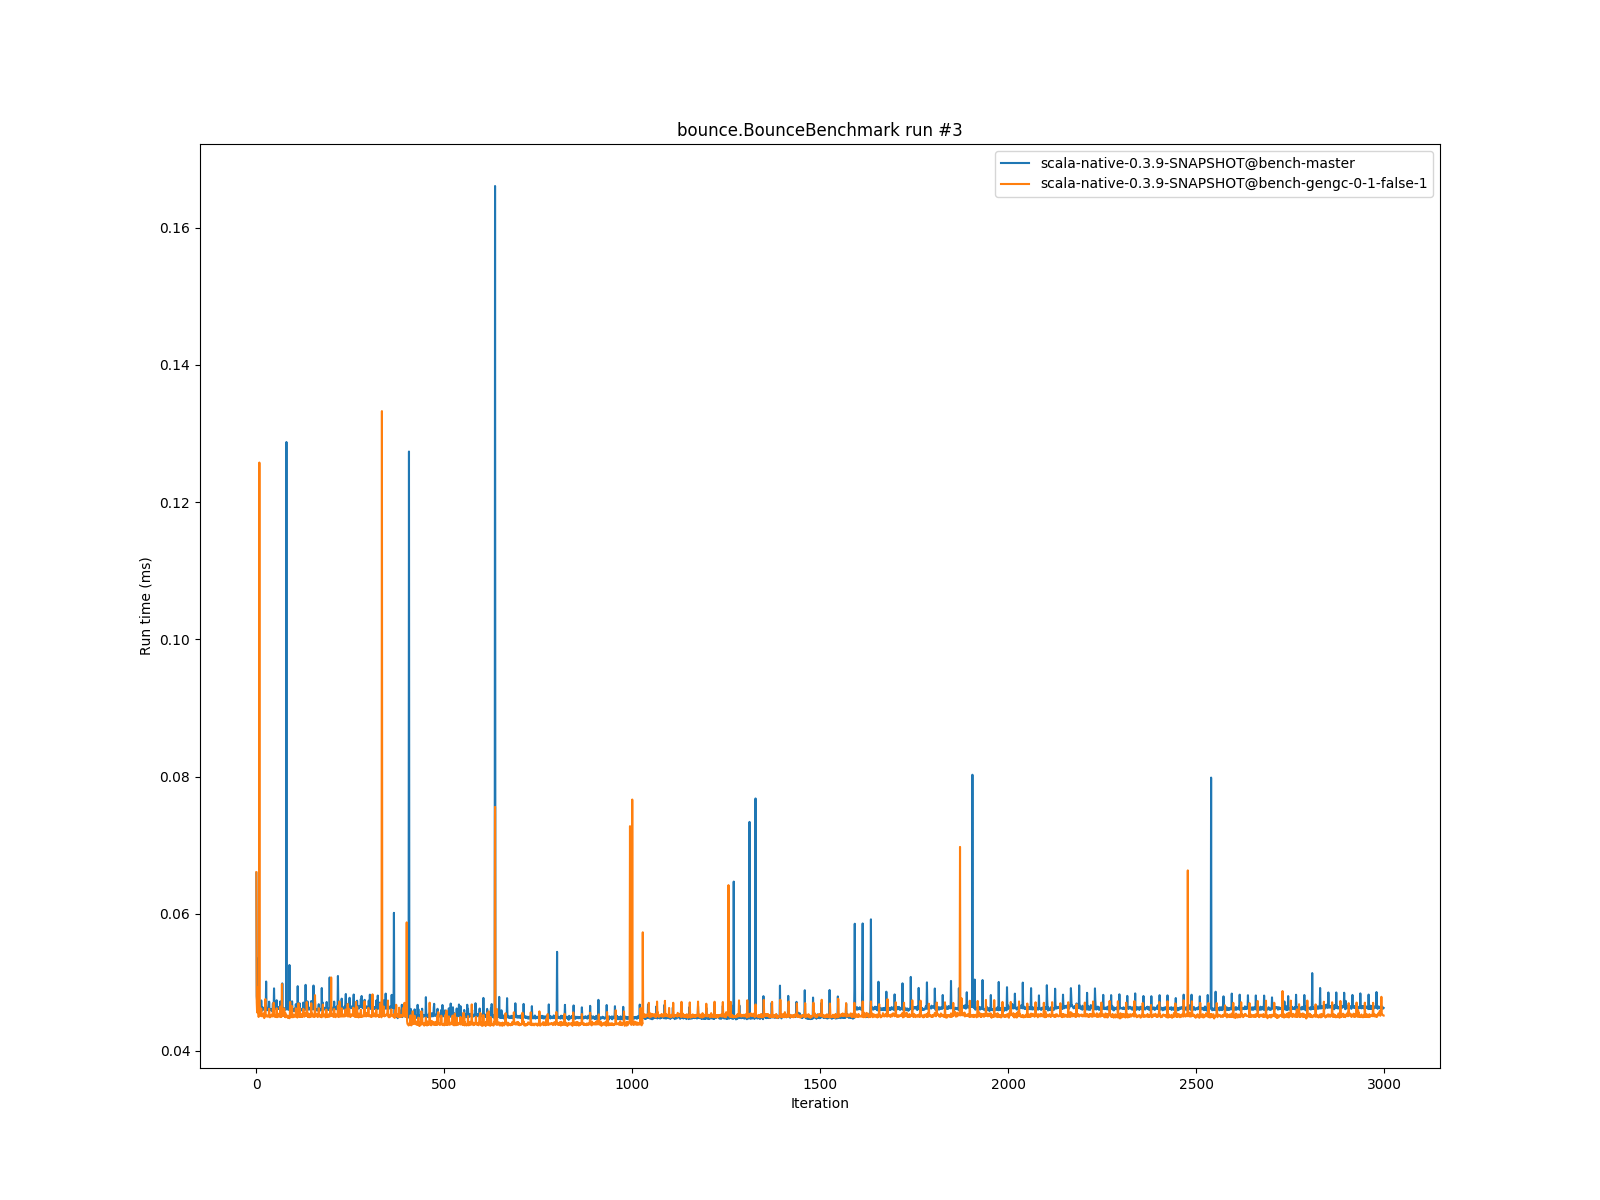 bounce.BounceBenchmark run #3
scala-native-0.3.9-SNAPSHOT@bench-master
scala-native-0.3.9-SNAPSHOT@bench-gengc-0-1-false-1
0.16
0.14
0.12
0.10
0.08
0.06
0.04
Run time (ms)
0 500 1000 1500 2000 2500 3000
Iteration